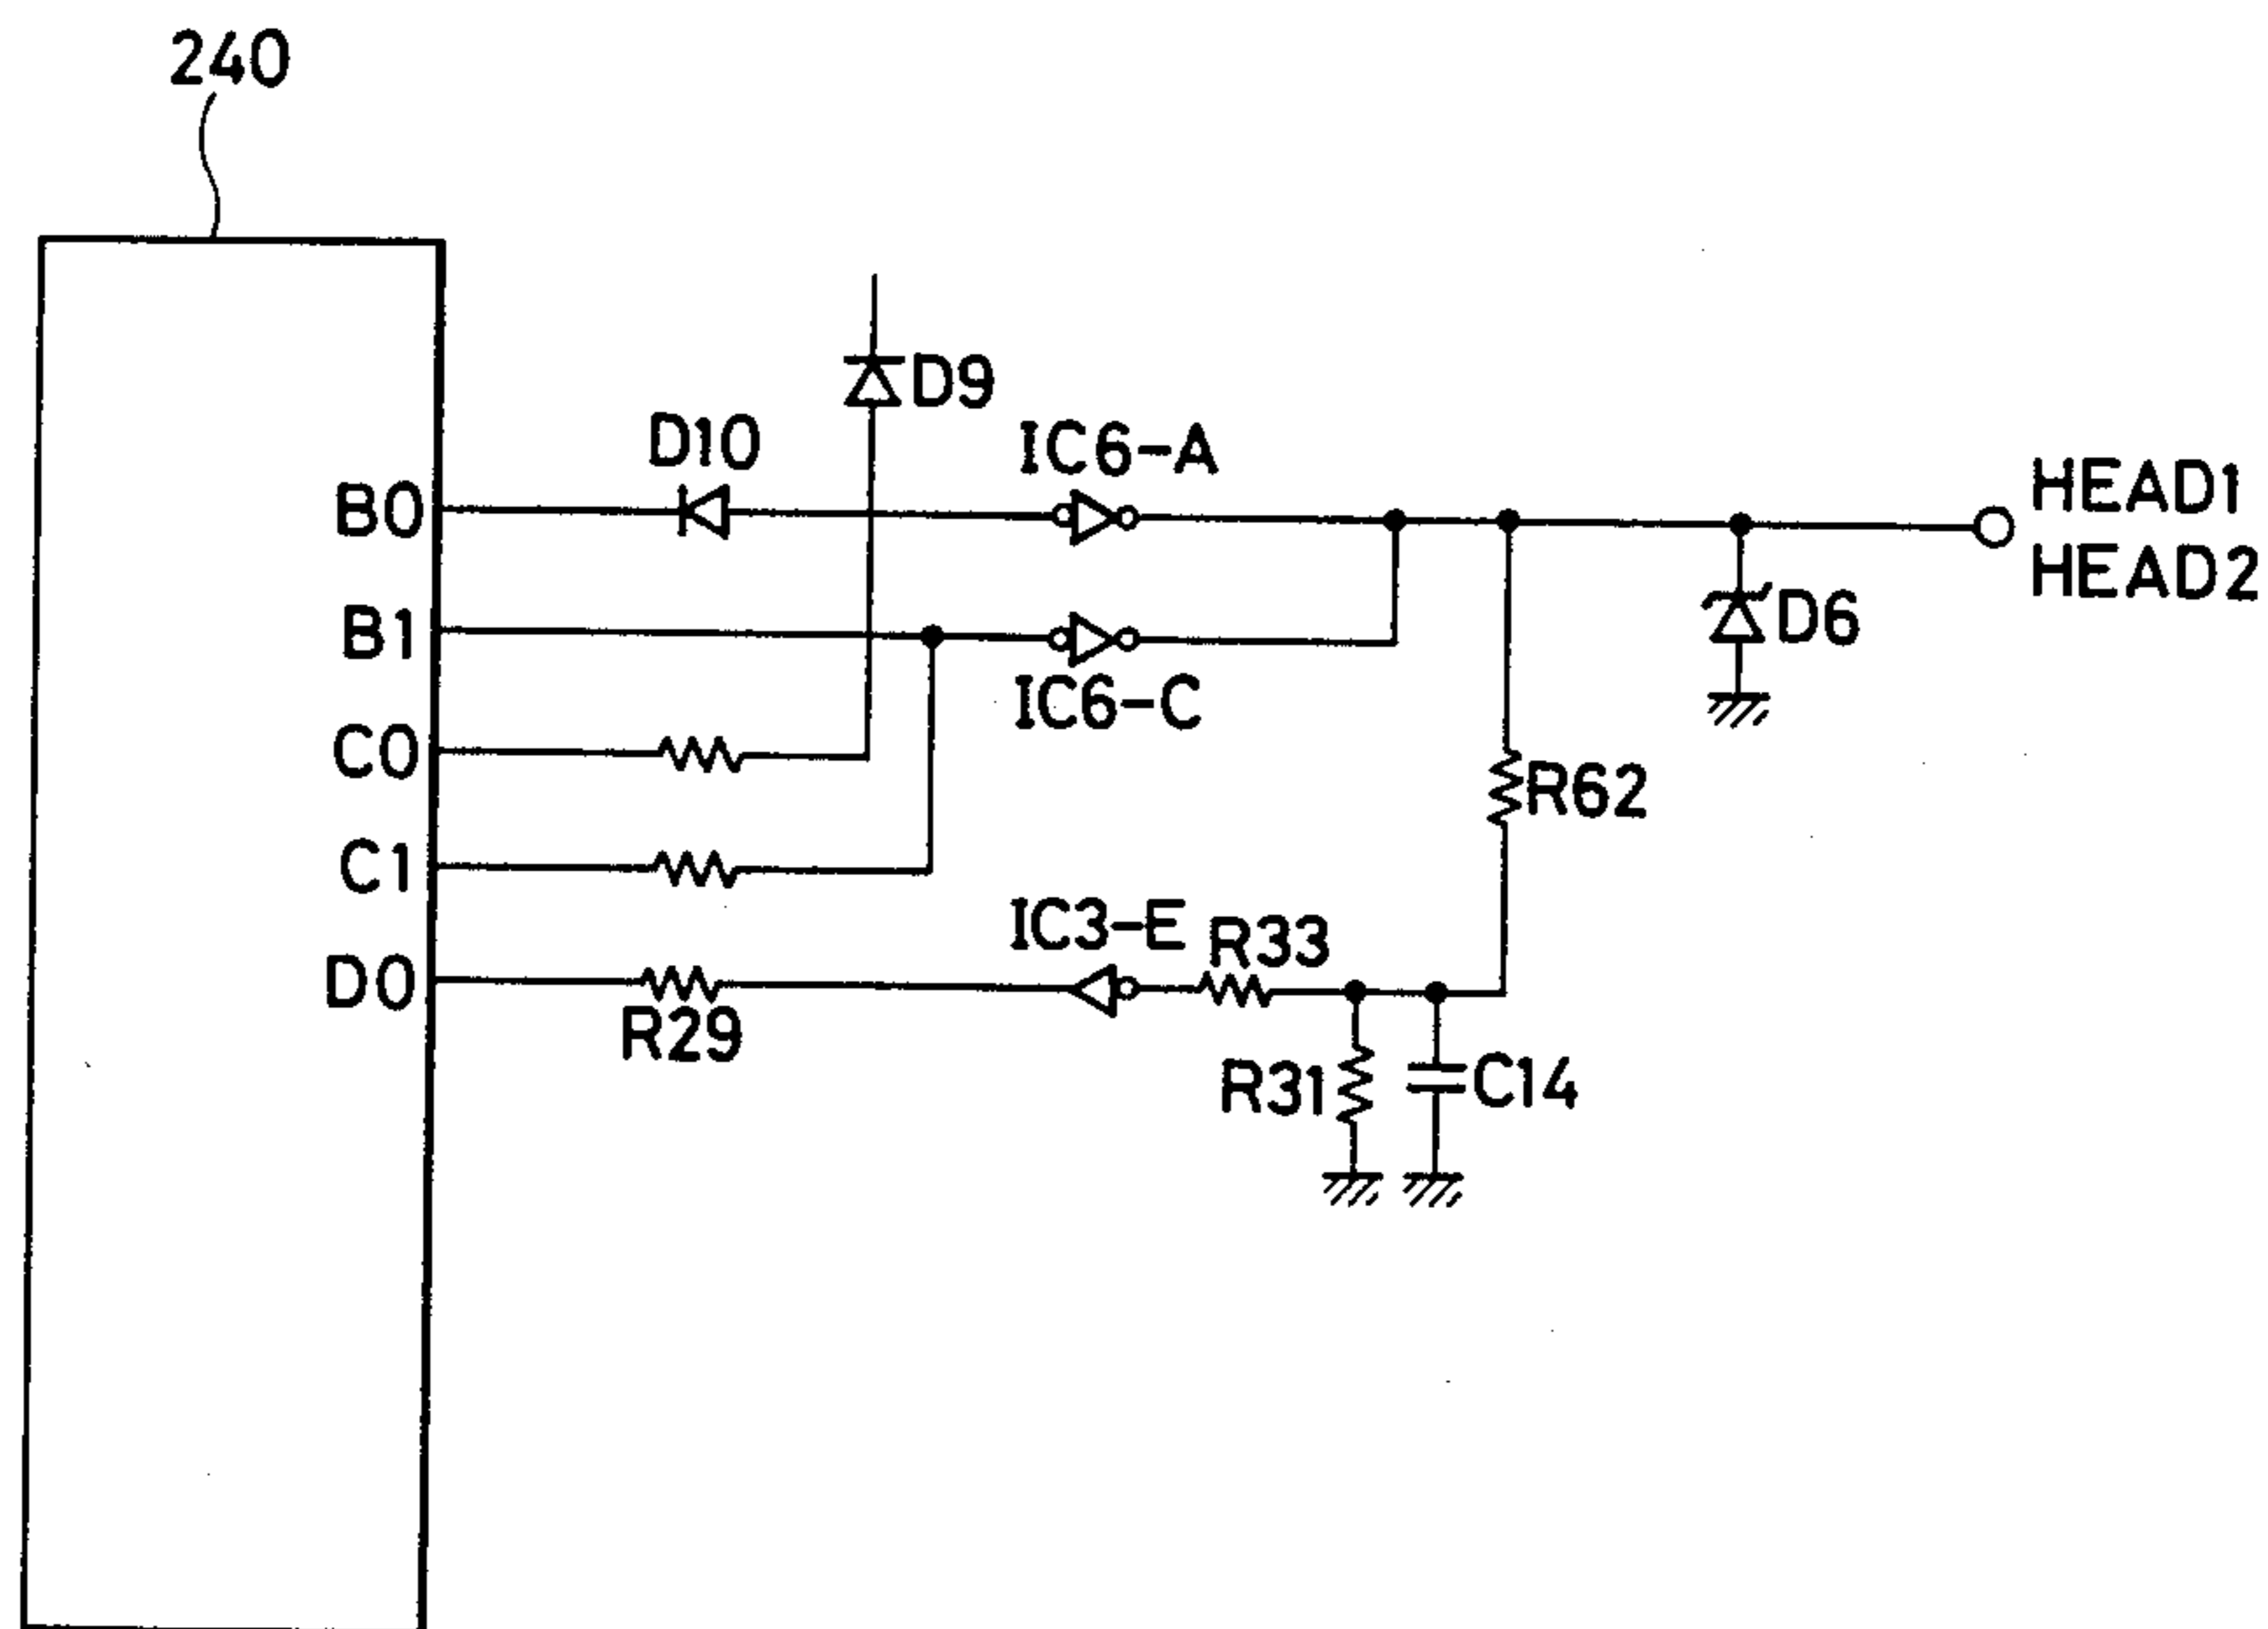 240
D9
D10
IC6-A
HEAD1
B0
HEAD2
D6
B1
IC6-C
C0
R62
C1
IC3-E
R33
D0
R29
R31
C14